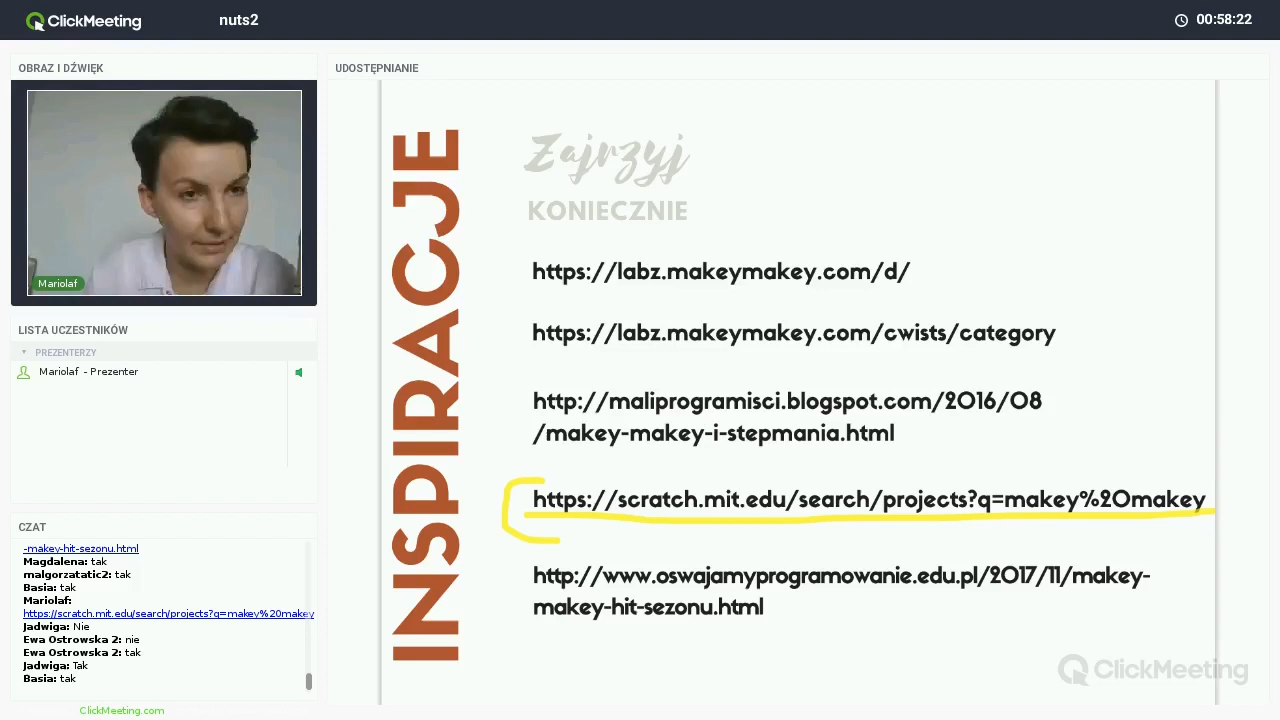 ClickMeeting
nuts2
00:58:22
OBRAZ I DŹWIĘK
Mariolaf
LISTA UCZESTNIKÓW
PREZENTERZY
Mariolaf - Prezenter
CZAT
-makey-hit-sezonu.html
Magdalena: tak
malgorzatatic2: tak
Basia: tak
Mariolaf:
https://scratch.mit.edu/search/projects?q=makey%20makey
Jadwiga: Nie
Ewa Ostrowska 2: nie
Ewa Ostrowska 2: tak
Jadwiga: Tak
Basia: tak
ClickMeeting.com
UDOSTĘPNIANIE
INSPIRACJE
Zajrzyj
KONIECZNIE
https://labz.makeymakey.com/d/
https://labz.makeymakey.com/cwists/category
http://maliprogramisci.blogspot.com/2016/08
/makey-makey-i-stepmania.html
https://scratch.mit.edu/search/projects?q=makey%20makey
http://www.oswajamyprogramowanie.edu.pl/2017/11/makey-
makey-hit-sezonu.html
ClickMeeting